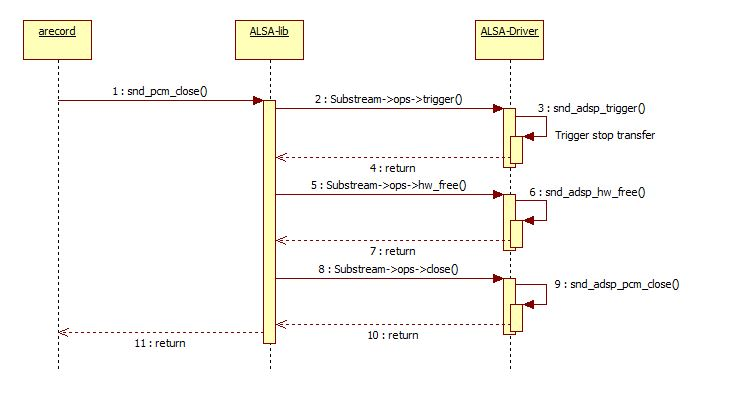 arecord
ALSA-lib
ALSA-Driver
1 : snd_pcm_close()
2 : Substream->ops->trigger()
3 : snd_adsp_trigger()
Trigger stop transfer
4 : return
5 : Substream->ops->hw_free()
6 : snd_adsp_hw_free()
7 : return
8 : Substream->ops->close()
9 : snd_adsp_pcm_close()
10 : return
11 : return